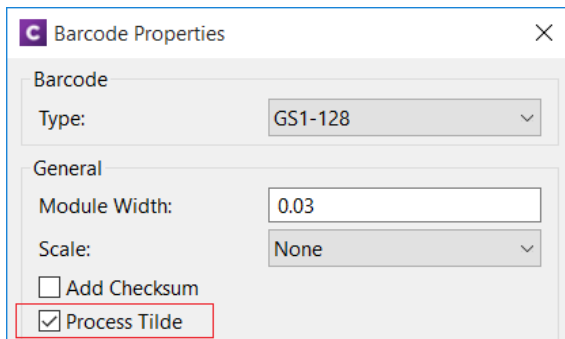 C Barcode Properties
Barcode
Type: GS1-128
General
Module Width: 0.03
Scale: None
Add Checksum
Process Tilde